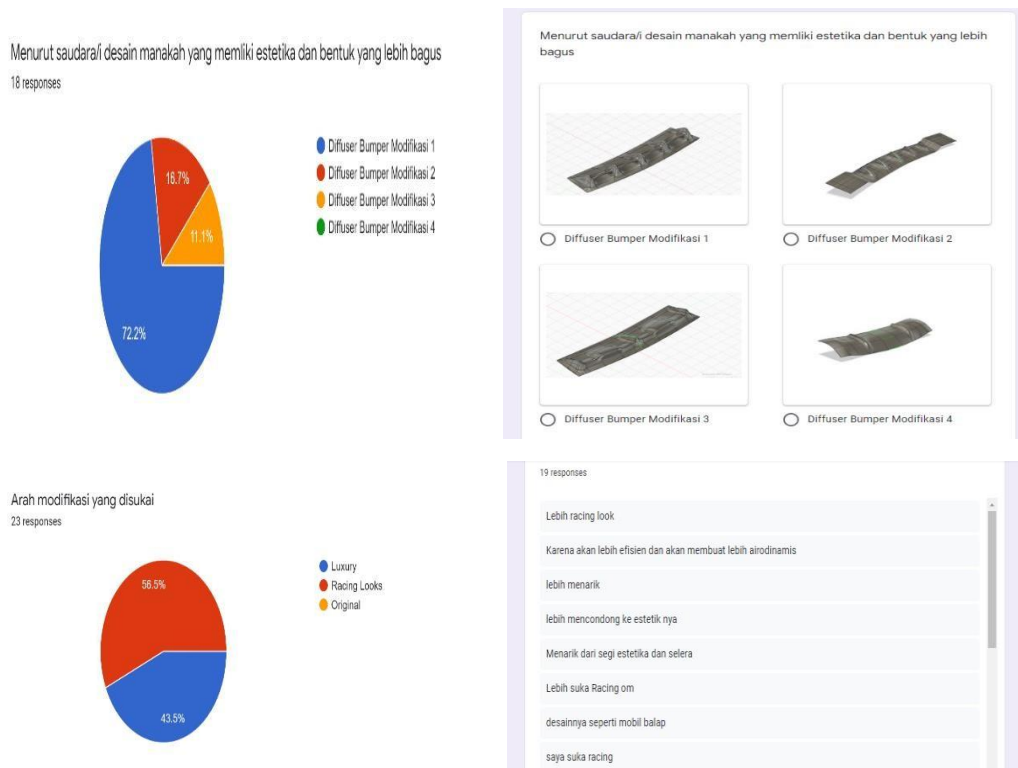 Menurut saudara/i desain manakah yang memliki estetika dan bentuk yang lebih bagus
18 responses
Diffuser Bumper Modifikasi 1
Diffuser Bumper Modifikasi 2
Diffuser Bumper Modifikasi 3
Diffuser Bumper Modifikasi 4
16.7%
11.1%
72.2%
Menurut saudara/i desain manakah yang memliki estetika dan bentuk yang lebih
bagus
Diffuser Bumper Modifikasi 1
Diffuser Bumper Modifikasi 2
Diffuser Bumper Modifikasi 3
Diffuser Bumper Modifikasi 4
Arah modifikasi yang disukai
23 responses
56.5%
43.5%
Luxury
Racing Looks
Original
19 responses
Lebih racing look
Karena akan lebih efisien dan akan membuat lebih airodinamis
lebih menarik
lebih mencondong ke estetik nya
Menarik dari segi estetika dan selera
Lebih suka Racing om
desainnya seperti mobil balap
saya suka racing